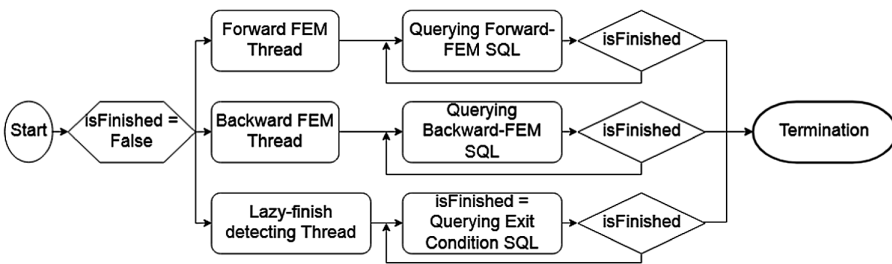 Start
isFinished =
False
Forward FEM
Thread
Querying Forward-
FEM SQL
isFinished
Backward FEM
Thread
Querying
Backward-FEM
SQL
isFinished
Lazy-finish
detecting Thread
isFinished =
Querying Exit
Condition SQL
isFinished
Termination